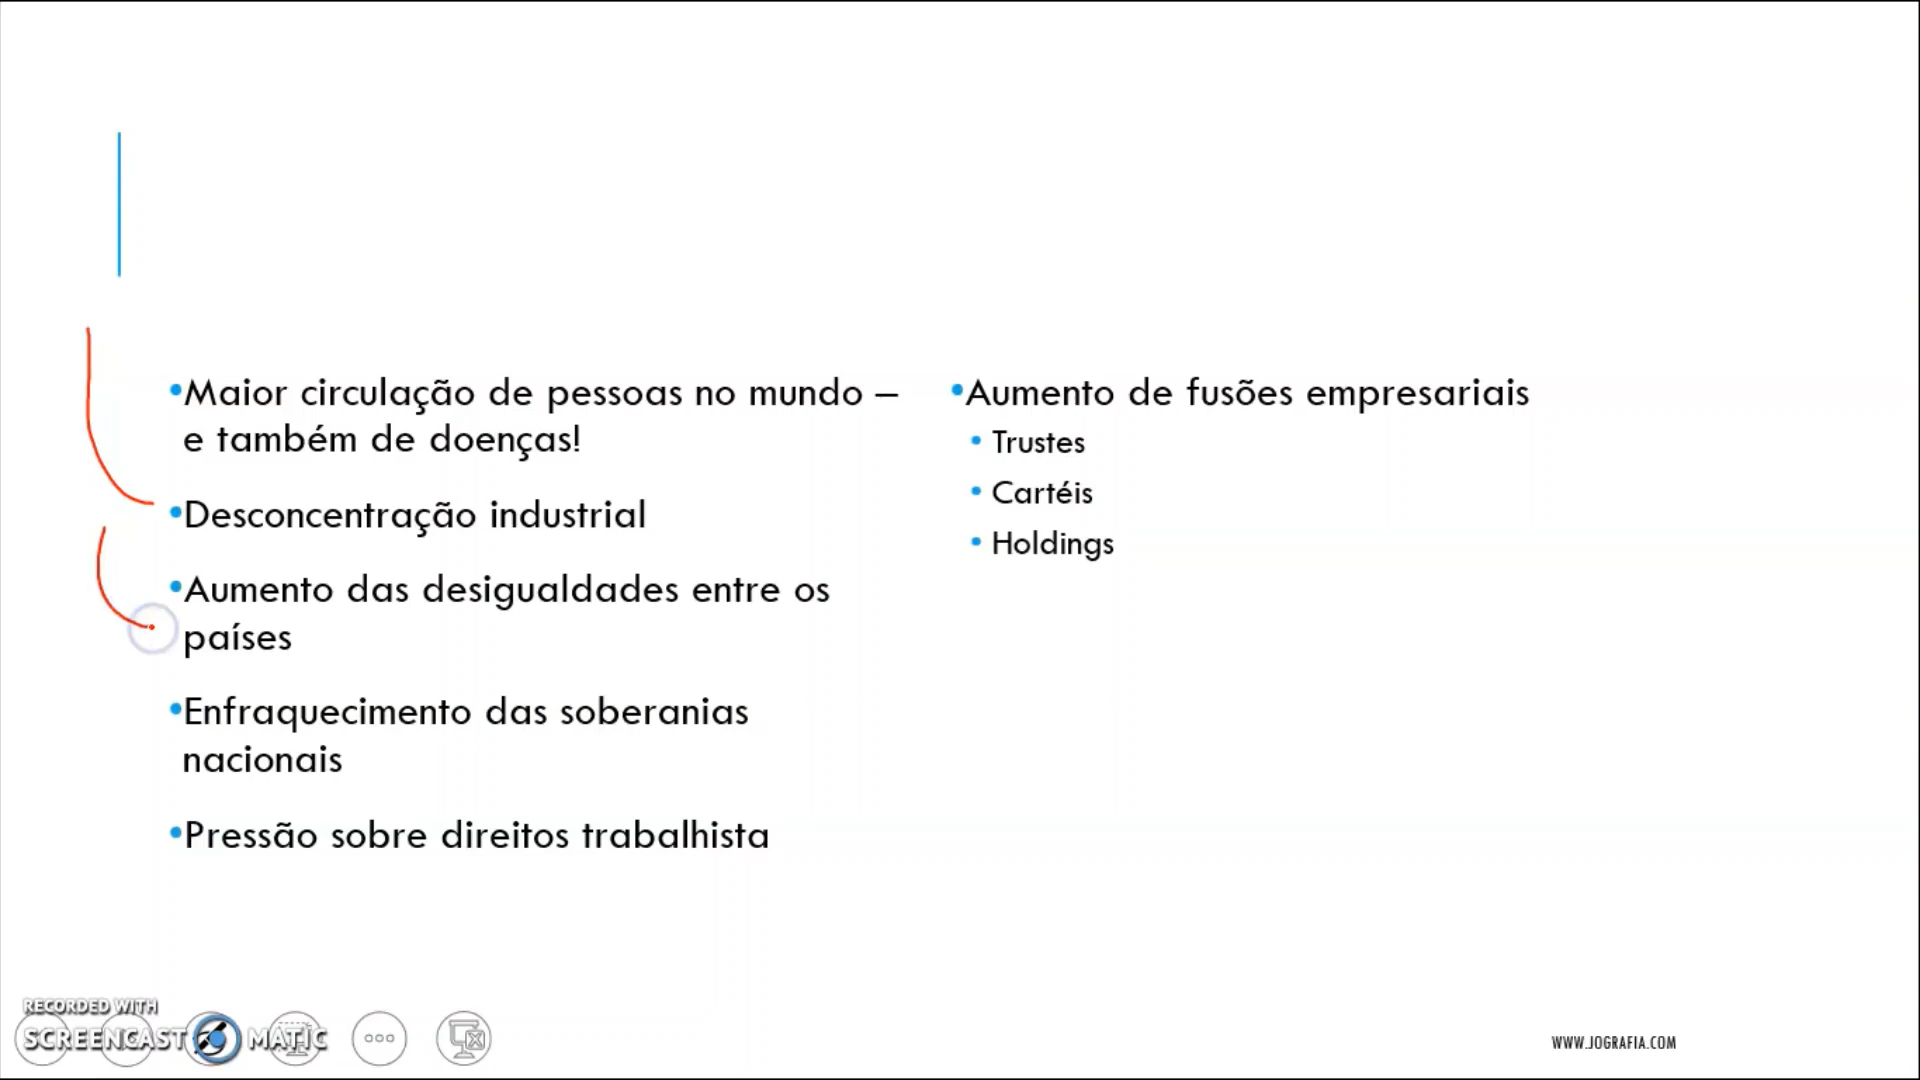 •Maior circulação de pessoas no mundo –
e também de doenças!
•Desconcentração industrial
•Aumento das desigualdades entre os
países
•Enfraquecimento das soberanias
nacionais
•Pressão sobre direitos trabalhista
•Aumento de fusões empresariais
• Trustes
• Cartéis
• Holdings
RECORDED WITH
SCREENCAST MATIC
WWW.JOGRAFIA.COM